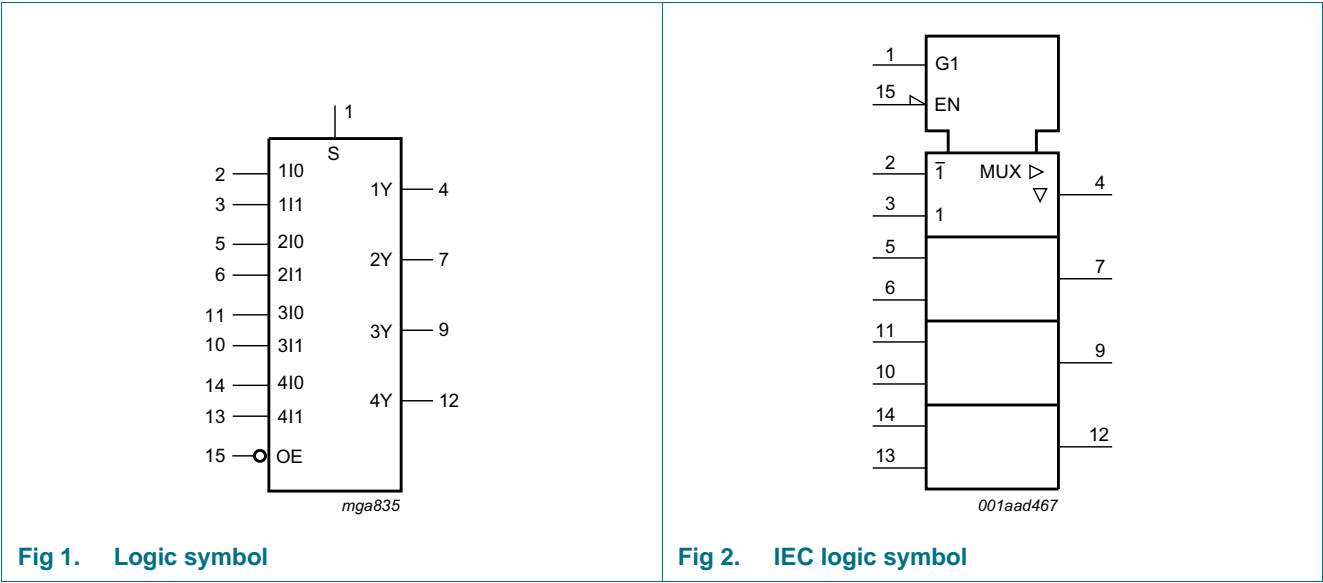 1
S
2 1I0
1Y 4
3 1I1
5 2I0
2Y 7
6 2I1
11 3I0
3Y 9
10 3I1
14 4I0
4Y 12
13 4I1
15 OE
mga835
Fig 1. Logic symbol
1 G1
15 EN
2 1̅ MUX ▷
▽ 4
3 1
5
7
6
11
9
10
14
12
13
001aad467
Fig 2. IEC logic symbol